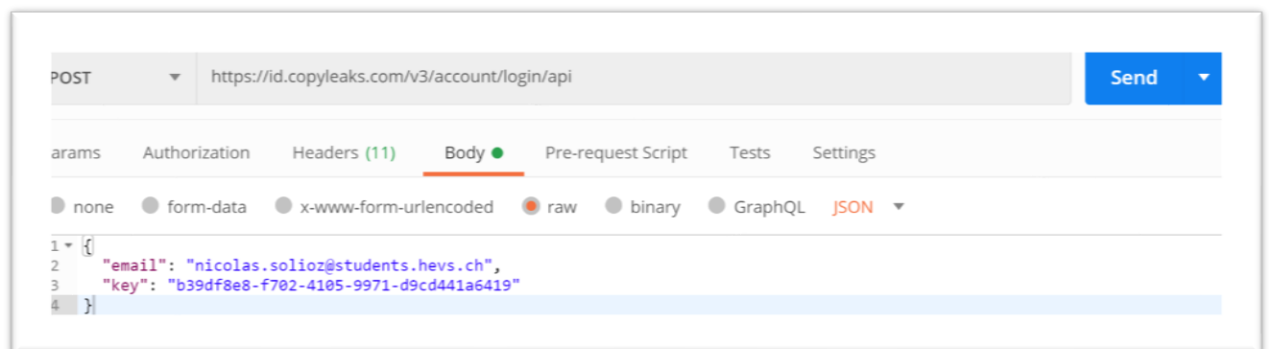 POST https://id.copyleaks.com/v3/account/login/api Send
arams Authorization Headers (11) Body Pre-request Script Tests Settings
none form-data x-www-form-urlencoded raw binary GraphQL JSON
1 {
2 "email": "nicolas.solioz@students.hevs.ch",
3 "key": "b39df8e8-f702-4105-9971-d9cd441a6419"
4 }